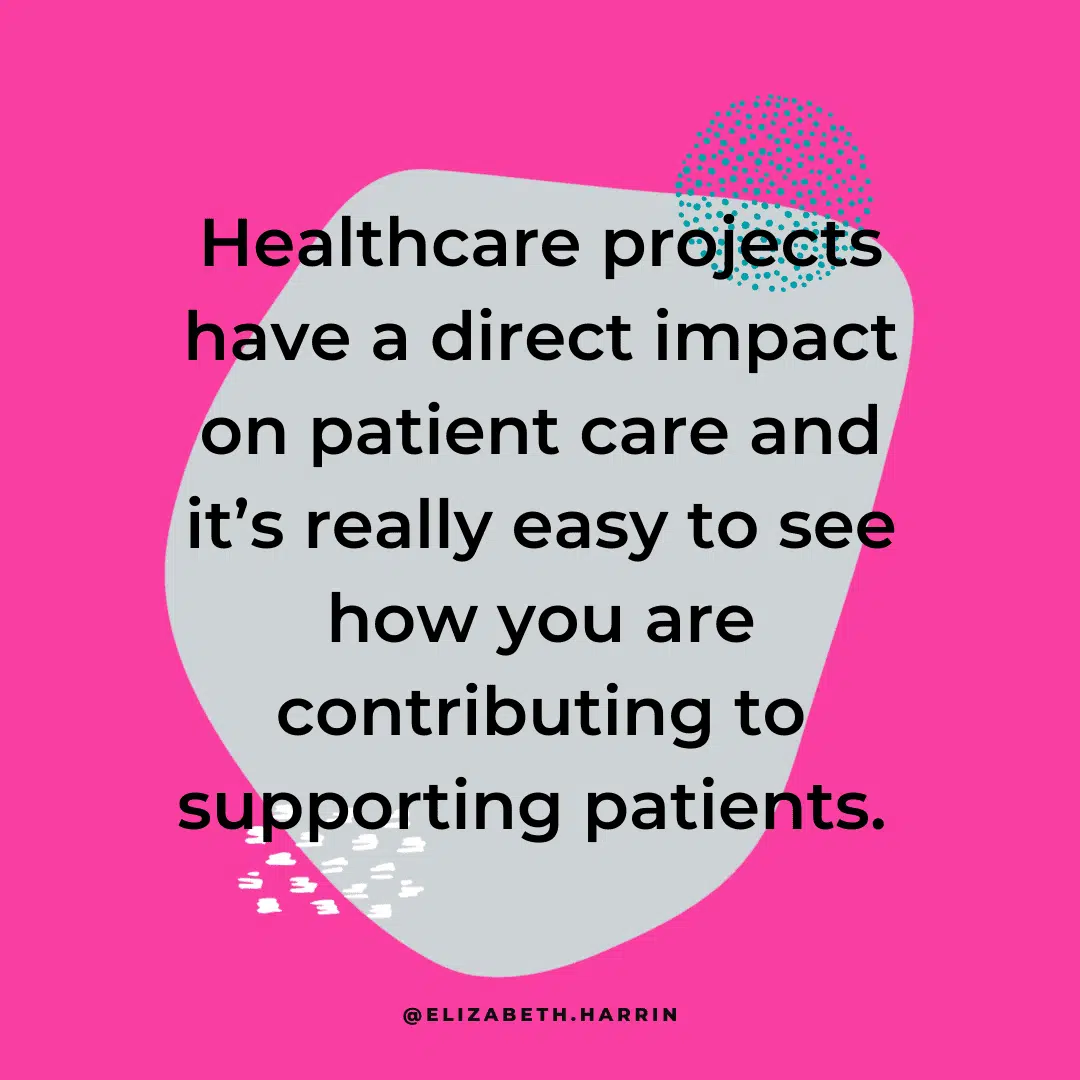 Healthcare projects
have a direct impact
on patient care and
it’s really easy to see
how you are
contributing to
supporting patients.
@ELIZABETH.HARRIN